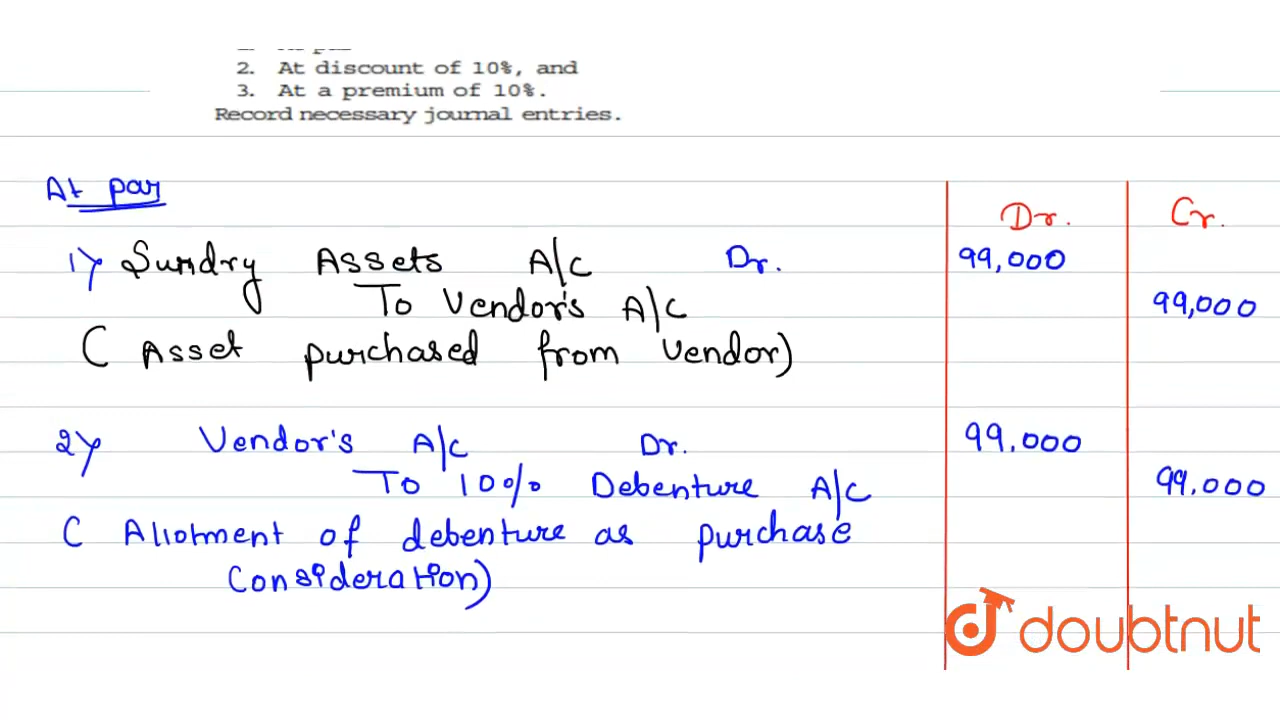 2. At discount of 10%, and
3. At a premium of 10%.
Record necessary journal entries.
At par
Dr. Cr.
1) Sundry Assets A/C Dr. 99,000
To Vendor's A/C 99,000
( Asset purchased from vendor)
2) Vendor's A/C Dr. 99,000
To 10% Debenture A/C 99,000
( Allotment of debenture as purchase
Consideration)
doubtnut